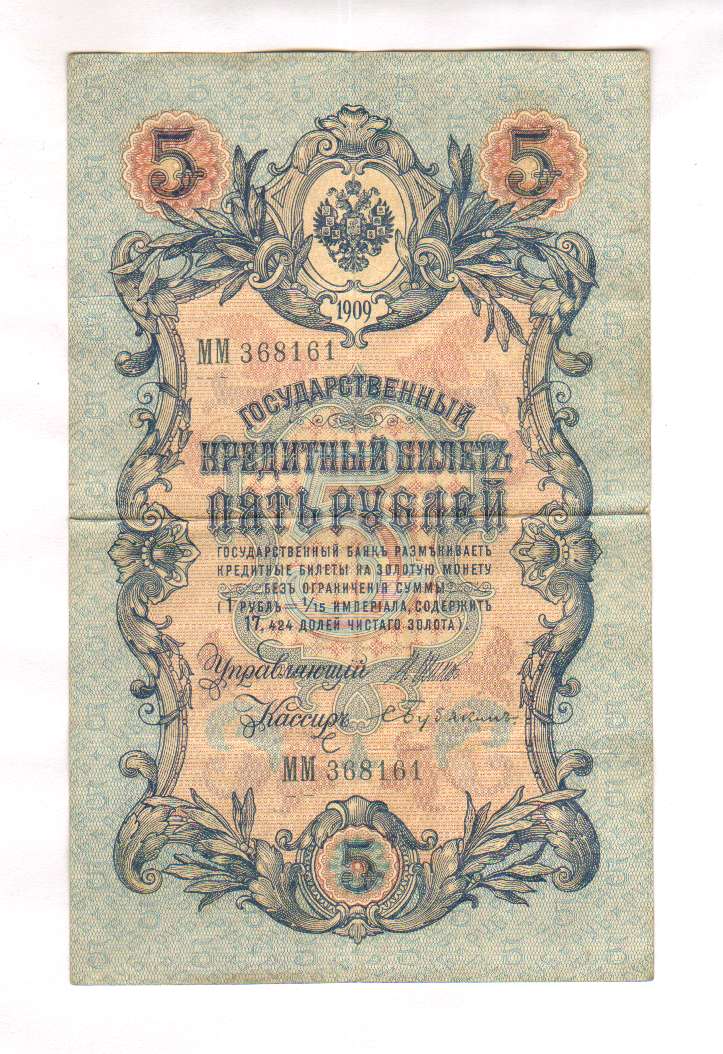 5 5
1909
ММ 368161
ГОСУДАРСТВЕННЫЙ
КРЕДИТНЫЙ БИЛЕТЪ
ПЯТЬ РУБЛЕЙ
ГОСУДАРСТВЕННЫЙ БАНКЪ РАЗМѢНИВАЕТЪ
КРЕДИТНЫЕ БИЛЕТЫ НА ЗОЛОТУЮ МОНЕТУ
БЕЗЪ ОГРАНИЧЕНІЯ СУММЫ
(1 РУБЛЬ = 1/15 ИМПЕРІАЛА, СОДЕРЖИТЪ
17,424 ДОЛЕЙ ЧИСТАГО ЗОЛОТА).
Управляющій
Кассиръ
ММ 368161
5